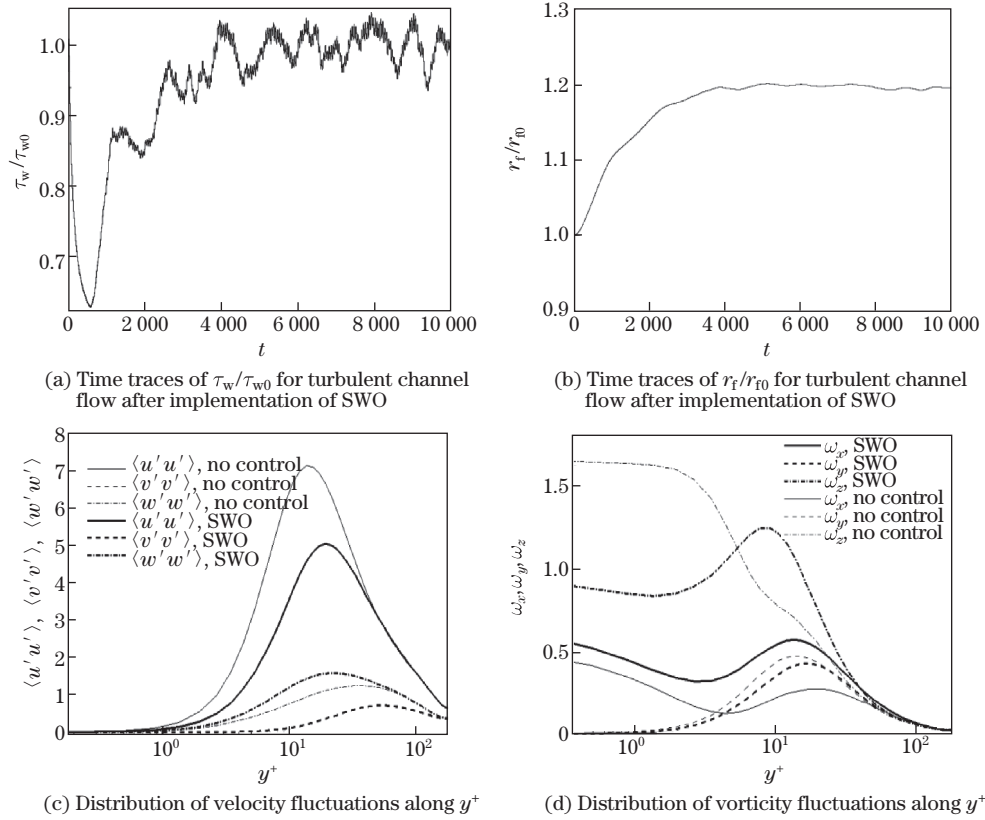 1.0
0.9
0.8
0.7
τw/τw0
0 2 000 4 000 6 000 8 000 10 000
t
(a) Time traces of τw/τw0 for turbulent channel
flow after implementation of SWO
1.3
1.2
1.1
1.0
0.9
rf/rf0
0 2 000 4 000 6 000 8 000 10 000
t
(b) Time traces of rf/rf0 for turbulent channel
flow after implementation of SWO
8
7
6
5
4
3
2
1
0
⟨u′u′⟩, ⟨v′v′⟩, ⟨w′w′⟩
⟨u′u′⟩, no control
⟨v′v′⟩, no control
⟨w′w′⟩, no control
⟨u′u′⟩, SWO
⟨v′v′⟩, SWO
⟨w′w′⟩, SWO
10⁰ 10¹ 10²
y⁺
(c) Distribution of velocity fluctuations along y⁺
1.5
1.0
0.5
0
ωx, ωy, ωz
ωx, SWO
ωy, SWO
ωz, SWO
ωx, no control
ωy, no control
ωz, no control
10⁰ 10¹ 10²
y⁺
(d) Distribution of vorticity fluctuations along y⁺